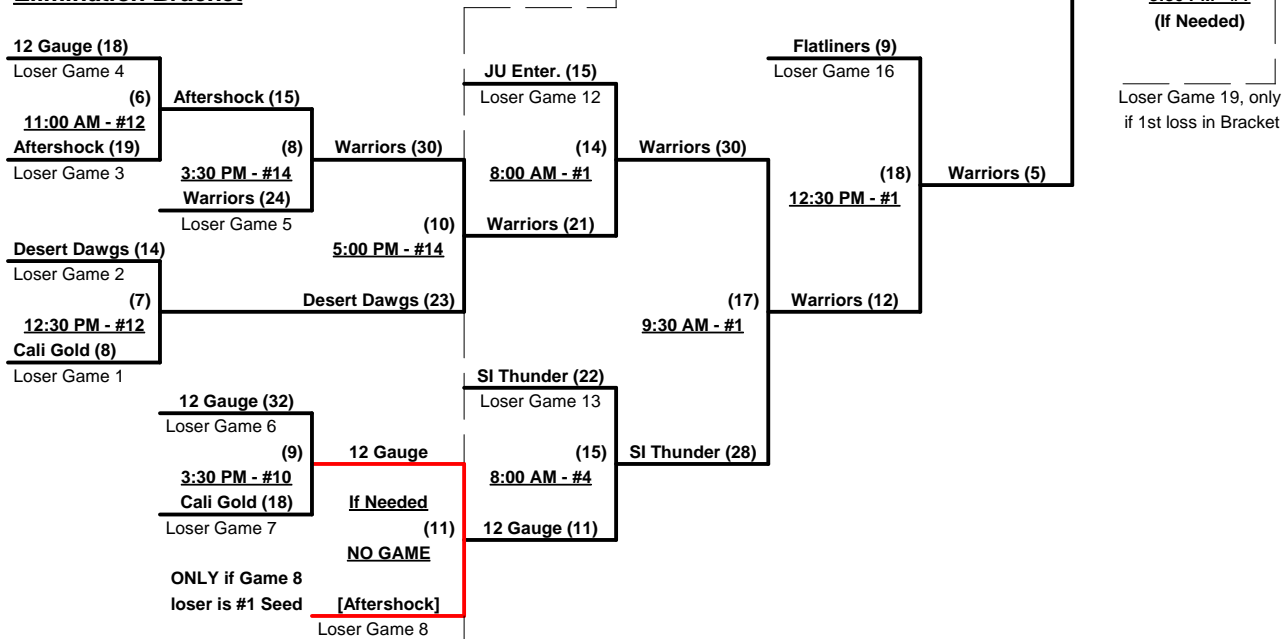 12 Gauge (18)
Loser Game 4
(6)
11:00 AM - #12
Aftershock (19)
Loser Game 3
Aftershock (15)
(8)
3:30 PM - #14
Warriors (24)
Loser Game 5
Desert Dawgs (14)
Loser Game 2
(7)
12:30 PM - #12
Cali Gold (8)
Loser Game 1
Warriors (30)
(10)
5:00 PM - #14
Desert Dawgs (23)
12 Gauge (32)
Loser Game 6
(9)
3:30 PM - #10
Cali Gold (18)
Loser Game 7
12 Gauge
If Needed
(11)
NO GAME
ONLY if Game 8
loser is #1 Seed
[Aftershock]
Loser Game 8
JU Enter. (15)
Loser Game 12
(14)
8:00 AM - #1
Warriors (21)
Warriors (30)
SI Thunder (22)
Loser Game 13
(15)
8:00 AM - #4
12 Gauge (11)
SI Thunder (28)
(17)
9:30 AM - #1
Flatliners (9)
Loser Game 16
(18)
12:30 PM - #1
Warriors (12)
Warriors (5)
(If Needed)
Loser Game 19, only
if 1st loss in Bracket